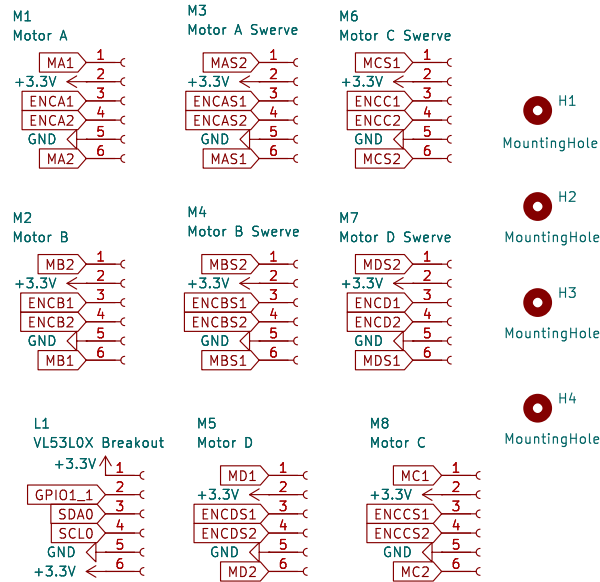 M1
Motor A
MA1 1
+3.3V 2
ENCA1 3
ENCA2 4
GND 5
MA2 6
M3
Motor A Swerve
MAS2 1
+3.3V 2
ENCAS1 3
ENCAS2 4
GND 5
MAS1 6
M6
Motor C Swerve
MCS1 1
+3.3V 2
ENCC1 3
ENCC2 4
GND 5
MCS2 6
H1
MountingHole
M2
Motor B
MB2 1
+3.3V 2
ENCB1 3
ENCB2 4
GND 5
MB1 6
M4
Motor B Swerve
MBS2 1
+3.3V 2
ENCBS1 3
ENCBS2 4
GND 5
MBS1 6
M7
Motor D Swerve
MDS2 1
+3.3V 2
ENCD1 3
ENCD2 4
GND 5
MDS1 6
H2
MountingHole
H3
MountingHole
L1
VL53L0X Breakout
+3.3V 1
GPIO1_1 2
SDA0 3
SCL0 4
GND 5
+3.3V 6
M5
Motor D
MD1 1
+3.3V 2
ENCDS1 3
ENCDS2 4
GND 5
MD2 6
M8
Motor C
MC1 1
+3.3V 2
ENCCS1 3
ENCCS2 4
GND 5
MC2 6
H4
MountingHole